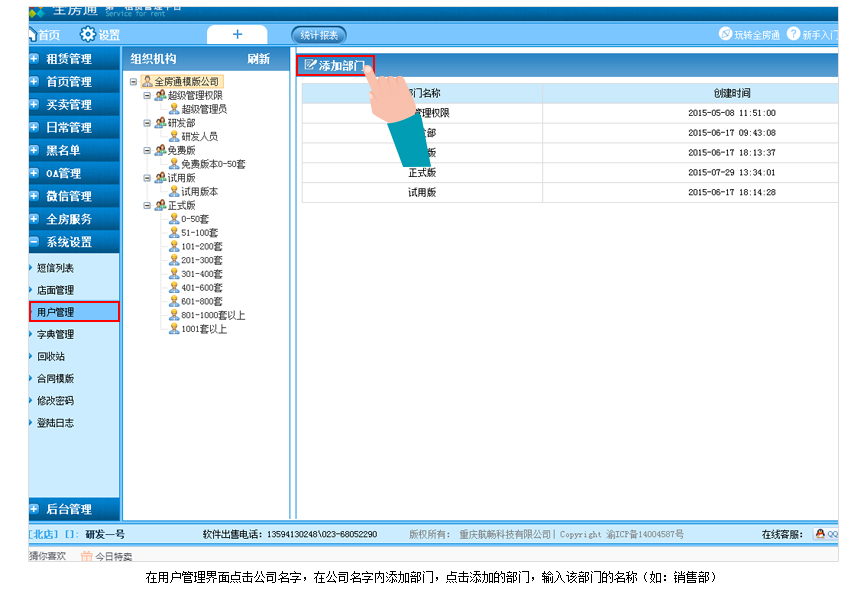 全房通
Service for rent
首页 设置 + 统计报表 玩转全房通 新手入门
租赁管理
首页管理
买卖管理
日常管理
黑名单
OA管理
微信管理
全房服务
系统设置
短信列表
店面管理
用户管理
字典管理
回收站
合同模版
修改密码
登陆日志
后台管理
组织机构 刷新
全房通模版公司
超级管理权限
超级管理员
研发部
研发人员
免费版
免费版本0-50套
试用版
试用版本
正式版
0-50套
51-100套
101-200套
201-300套
301-400套
401-600套
601-800套
801-1000套以上
1001套以上
添加部门
部门名称 创建时间
管理权限 2015-05-08 11:51:00
部 2015-06-17 09:43:08
版 2015-06-17 18:13:37
正式版 2015-07-29 13:34:01
试用版 2015-06-17 18:14:28
[北店] []: 研发一号 软件出售电话: 13594130248\023-68052290 版权所有: 重庆航畅科技有限公司| Copyright 渝ICP备14004587号 在线客服: QQ
猜你喜欢 今日特卖
在用户管理界面点击公司名字，在公司名字内添加部门，点击添加的部门，输入该部门的名称（如：销售部）